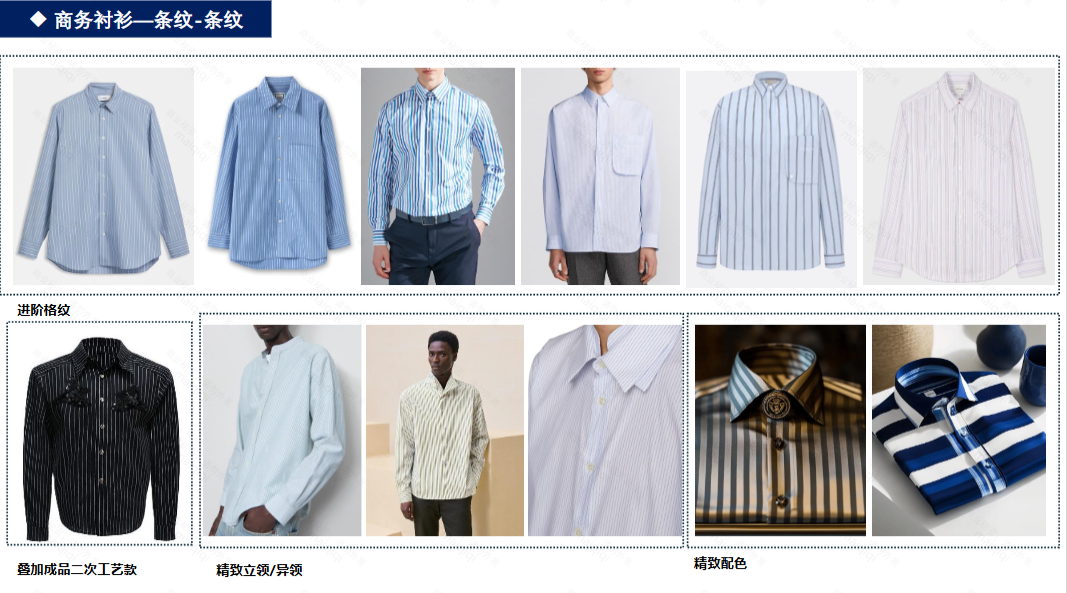 ◆ 商务衬衫—条纹-条纹
进阶格纹
叠加成品二次工艺款
精致立领/异领
精致配色